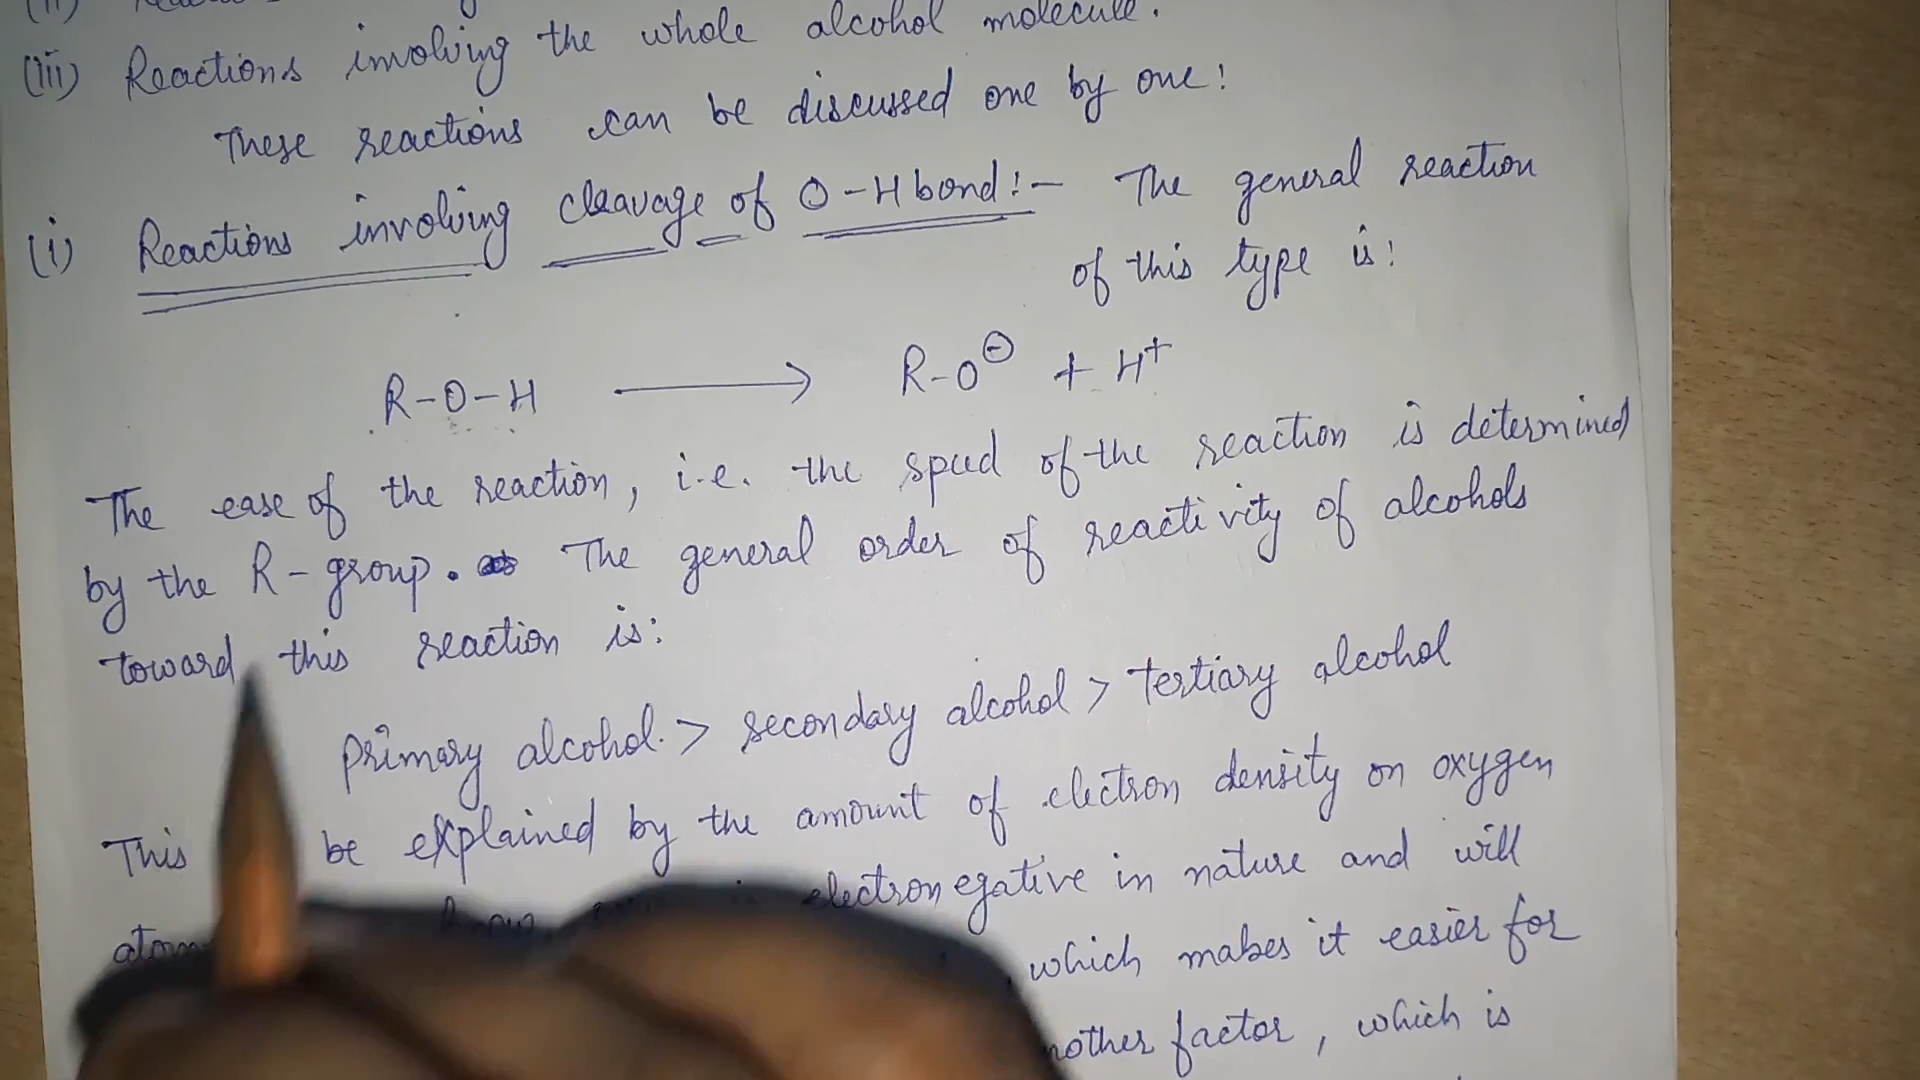 (ii)
(iii) Reactions involving the whole alcohol molecule.
These reactions can be discussed one by one:
(i) Reactions involving cleavage of O-H bond:- The general reaction
of this type is:
R-O-H ⟶ R-O⊖ + H+
The ease of the reaction, i.e. the speed of the reaction is determined
by the R-group. The general order of reactivity of alcohols
toward this reaction is:
primary alcohol. > secondary alcohol > tertiary alcohol
This be explained by the amount of electron density on oxygen
electronegative in nature and will
which makes it easier for
factor, which is